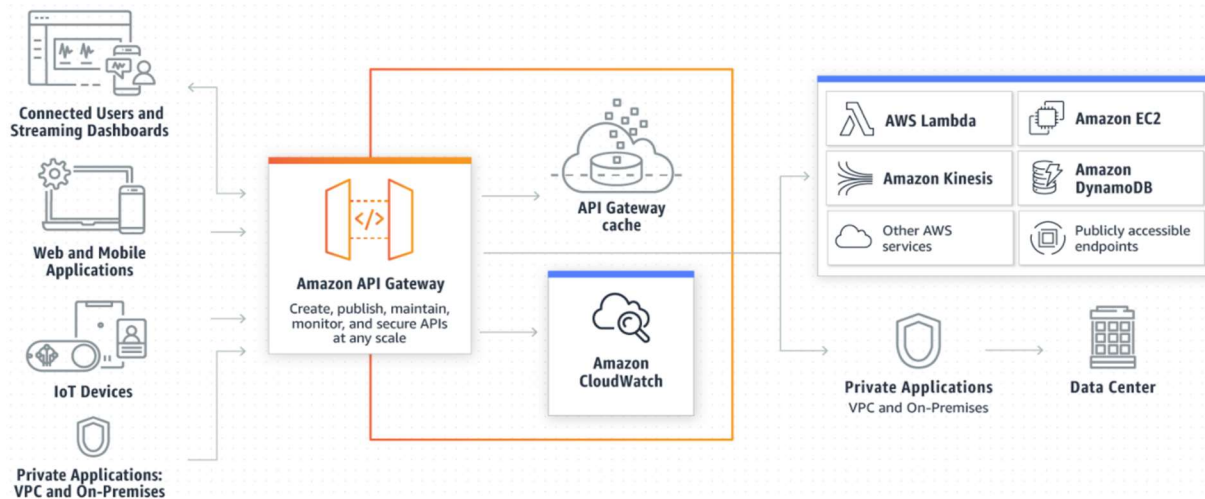 Connected Users and
Streaming Dashboards
Web and Mobile
Applications
IoT Devices
Private Applications:
VPC and On-Premises
</>
Amazon API Gateway
Create, publish, maintain,
monitor, and secure APIs
at any scale
API Gateway
cache
Amazon
CloudWatch
AWS Lambda
Amazon EC2
Amazon Kinesis
Amazon
DynamoDB
Other AWS
services
Publicly accessible
endpoints
Private Applications
VPC and On-Premises
Data Center